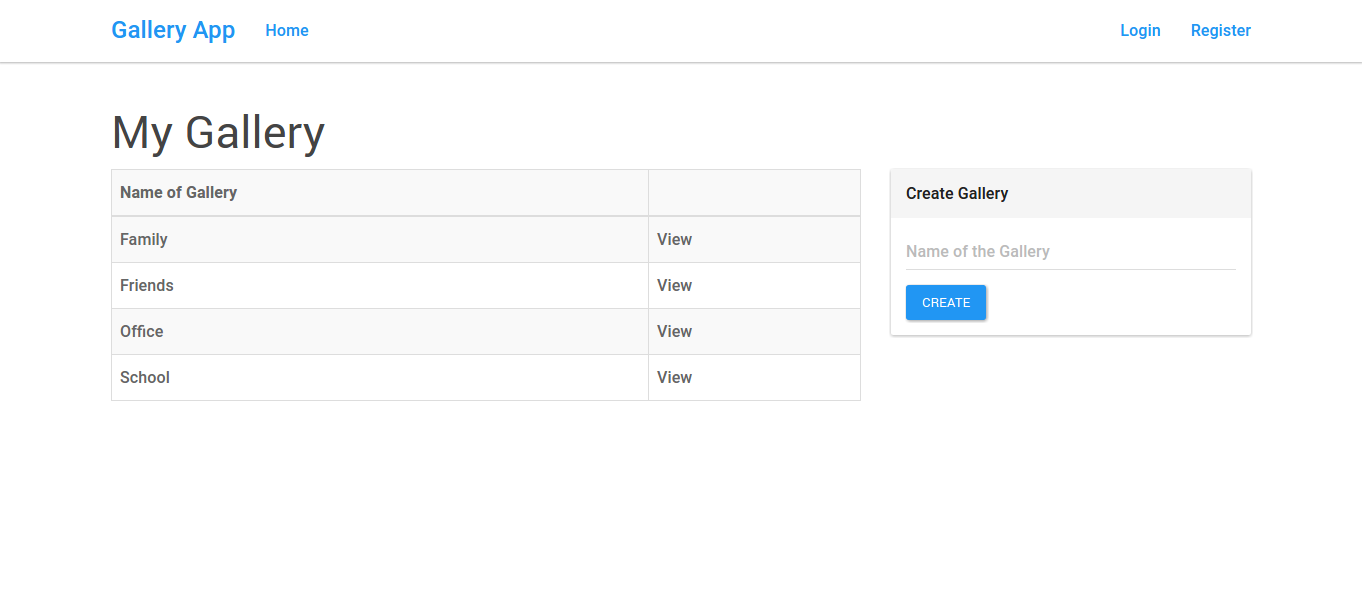 Gallery App Home Login Register
My Gallery
Name of Gallery
Family View
Friends View
Office View
School View
Create Gallery
Name of the Gallery
CREATE